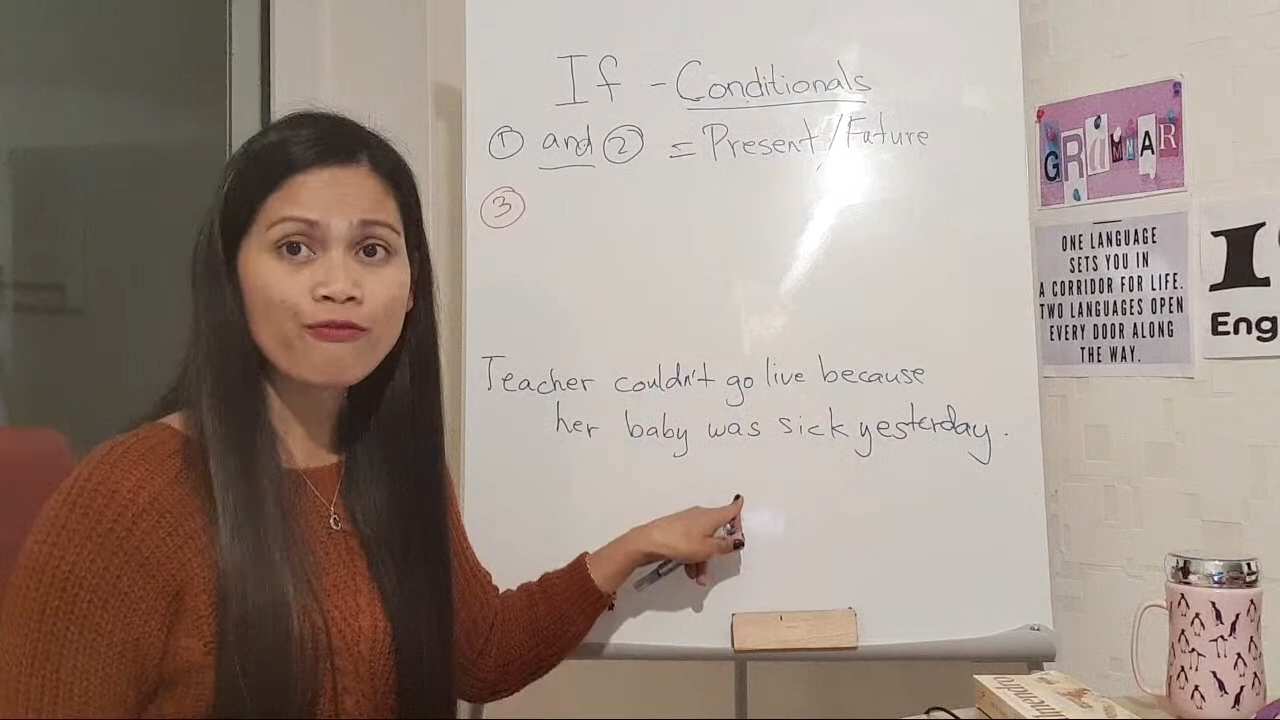 If - Conditionals
① and ② = Present/Future
③
Teacher couldn't go live because
her baby was sick yesterday.
GRAMMAR
ONE LANGUAGE
SETS YOU IN
A CORRIDOR FOR LIFE.
TWO LANGUAGES OPEN
EVERY DOOR ALONG
THE WAY.
I
Eng